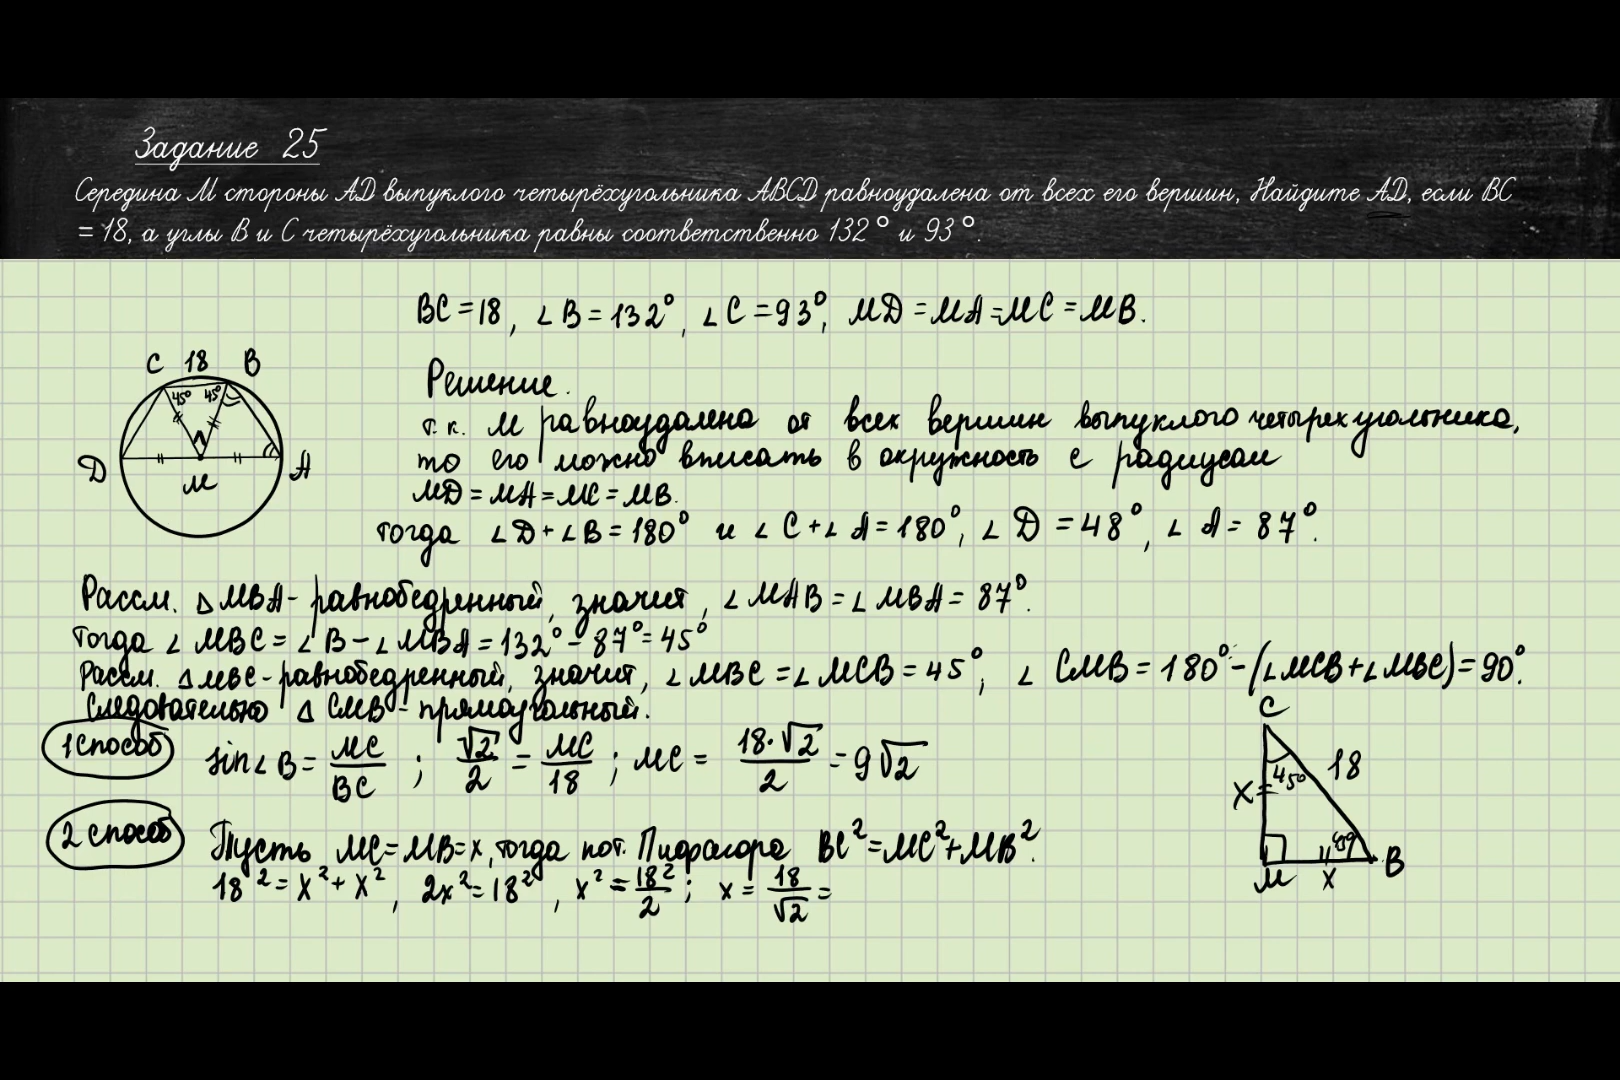 Задание 25
Середина M стороны AD выпуклого четырёхугольника ABCD равноудалена от всех его вершин, Найдите AD, если BC
= 18, а углы B и C четырёхугольника равны соответственно 132° и 93°.
BC = 18, ∠B = 132°, ∠C = 93°, MD = MA = MC = MB.
C 18 B
45° 45°
D M A
Решение.
т.к. M равноудалена от всех вершин выпуклого четырехугольника,
то его можно вписать в окружность с радиусом
MD = MA = MC = MB.
тогда ∠D + ∠B = 180° и ∠C + ∠A = 180°, ∠D = 48°, ∠A = 87°.
Рассм. △MBA - равнобедренный, значит, ∠MAB = ∠MBA = 87°.
Тогда ∠MBC = ∠B - ∠MBA = 132° - 87° = 45°
Рассм. △MBC - равнобедренный, значит, ∠MBC = ∠MCB = 45°, ∠CMB = 180° - (∠MCB + ∠MBC) = 90°.
Следовательно △CMB - прямоугольный.
1 способ sin∠B = MC/BC ; √2/2 = MC/18 ; MC = 18·√2/2 = 9√2
2 способ Пусть MC = MB = x, тогда по т. Пифагора BC² = MC² + MB².
18² = x² + x², 2x² = 18², x² = 18²/2 ; x = 18/√2 =
C
45° 18
x
45°
M x B